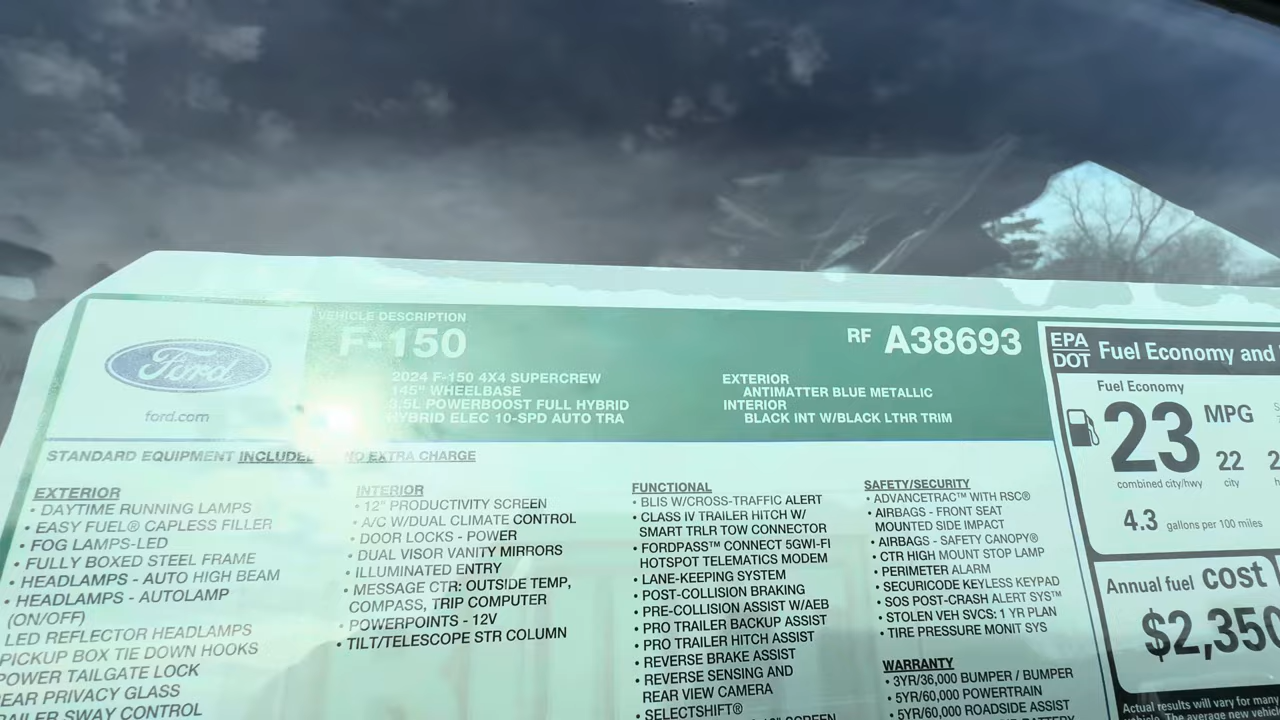 Ford
ford.com
VEHICLE DESCRIPTION
F-150
2024 F-150 4X4 SUPERCREW
145" WHEELBASE
3.5L POWERBOOST FULL HYBRID
HYBRID ELEC 10-SPD AUTO TRA
RF A38693
EXTERIOR
ANTIMATTER BLUE METALLIC
INTERIOR
BLACK INT W/BLACK LTHR TRIM
STANDARD EQUIPMENT INCLUDED NO EXTRA CHARGE
EXTERIOR
• DAYTIME RUNNING LAMPS
• EASY FUEL® CAPLESS FILLER
• FOG LAMPS-LED
• FULLY BOXED STEEL FRAME
• HEADLAMPS - AUTO HIGH BEAM
• HEADLAMPS - AUTOLAMP
(ON/OFF)
LED REFLECTOR HEADLAMPS
PICKUP BOX TIE DOWN HOOKS
POWER TAILGATE LOCK
REAR PRIVACY GLASS
TRAILER SWAY CONTROL
INTERIOR
• 12" PRODUCTIVITY SCREEN
• A/C W/DUAL CLIMATE CONTROL
• DOOR LOCKS - POWER
• DUAL VISOR VANITY MIRRORS
• ILLUMINATED ENTRY
• MESSAGE CTR: OUTSIDE TEMP,
COMPASS, TRIP COMPUTER
• POWERPOINTS - 12V
• TILT/TELESCOPE STR COLUMN
FUNCTIONAL
• BLIS W/CROSS-TRAFFIC ALERT
• CLASS IV TRAILER HITCH W/
SMART TRLR TOW CONNECTOR
• FORDPASS™ CONNECT 5GWI-FI
HOTSPOT TELEMATICS MODEM
• LANE-KEEPING SYSTEM
• POST-COLLISION BRAKING
• PRE-COLLISION ASSIST W/AEB
• PRO TRAILER BACKUP ASSIST
• PRO TRAILER HITCH ASSIST
• REVERSE BRAKE ASSIST
• REVERSE SENSING AND
REAR VIEW CAMERA
• SELECTSHIFT®
SCREEN
SAFETY/SECURITY
• ADVANCETRAC™ WITH RSC®
• AIRBAGS - FRONT SEAT
MOUNTED SIDE IMPACT
• AIRBAGS - SAFETY CANOPY®
• CTR HIGH MOUNT STOP LAMP
• PERIMETER ALARM
• SECURICODE KEYLESS KEYPAD
• SOS POST-CRASH ALERT SYS™
• STOLEN VEH SVCS: 1 YR PLAN
• TIRE PRESSURE MONIT SYS
WARRANTY
• 3YR/36,000 BUMPER / BUMPER
• 5YR/60,000 POWERTRAIN
• 5YR/60,000 ROADSIDE ASSIST
EPA
DOT
Fuel Economy and
Fuel Economy
23 MPG
22
combined city/hwy
city
4.3 gallons per 100 miles
Annual fuel cost
$2,350
Actual results will vary for many
vehicle. The average new vehicle